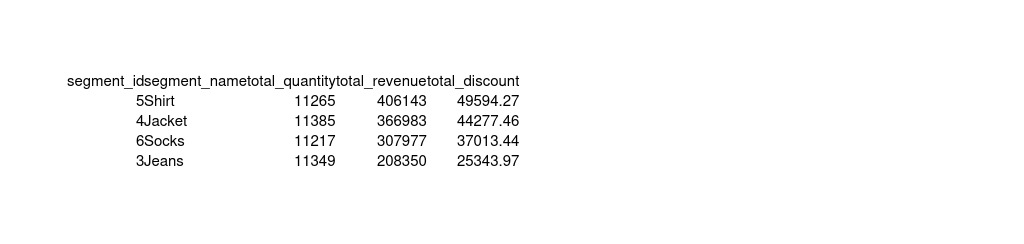 segment_idsegment_nametotal_quantitytotal_revenuetotal_discount
5Shirt 11265 406143 49594.27
4Jacket 11385 366983 44277.46
6Socks 11217 307977 37013.44
3Jeans 11349 208350 25343.97